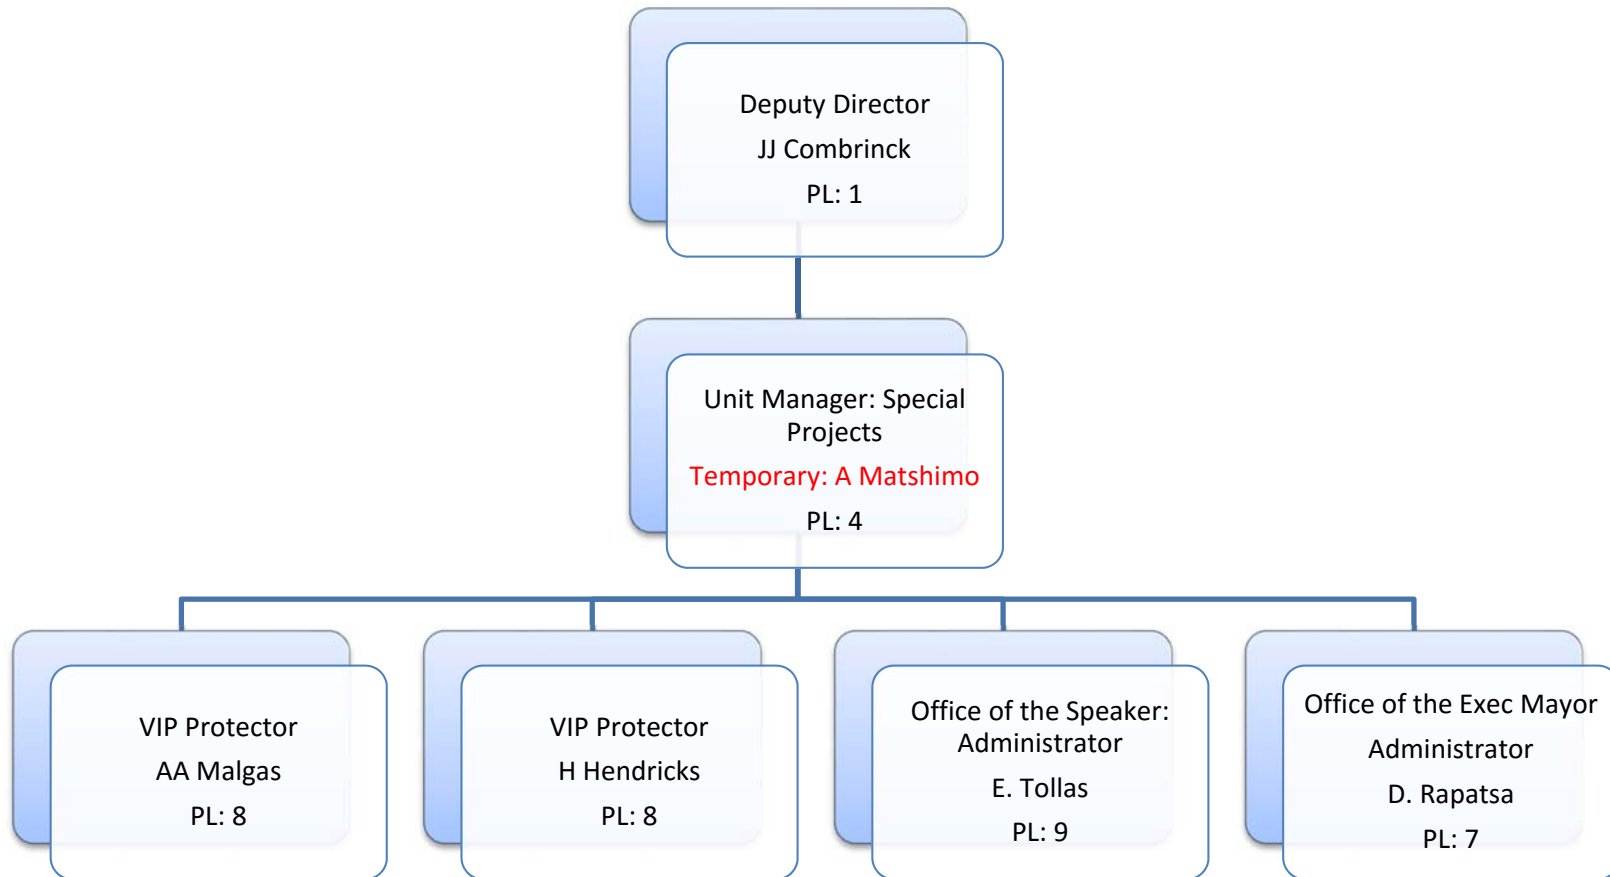 Deputy Director
JJ Combrinck
PL: 1
Unit Manager: Special
Projects
Temporary: A Matshimo
PL: 4
VIP Protector
AA Malgas
PL: 8
VIP Protector
H Hendricks
PL: 8
Office of the Speaker:
Administrator
E. Tollas
PL: 9
Office of the Exec Mayor
Administrator
D. Rapatsa
PL: 7